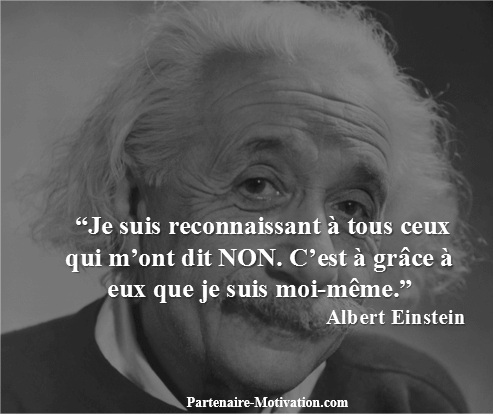 “Je suis reconnaissant à tous ceux
qui m’ont dit NON. C’est à grâce à
eux que je suis moi-même.”
Albert Einstein
Partenaire-Motivation.com